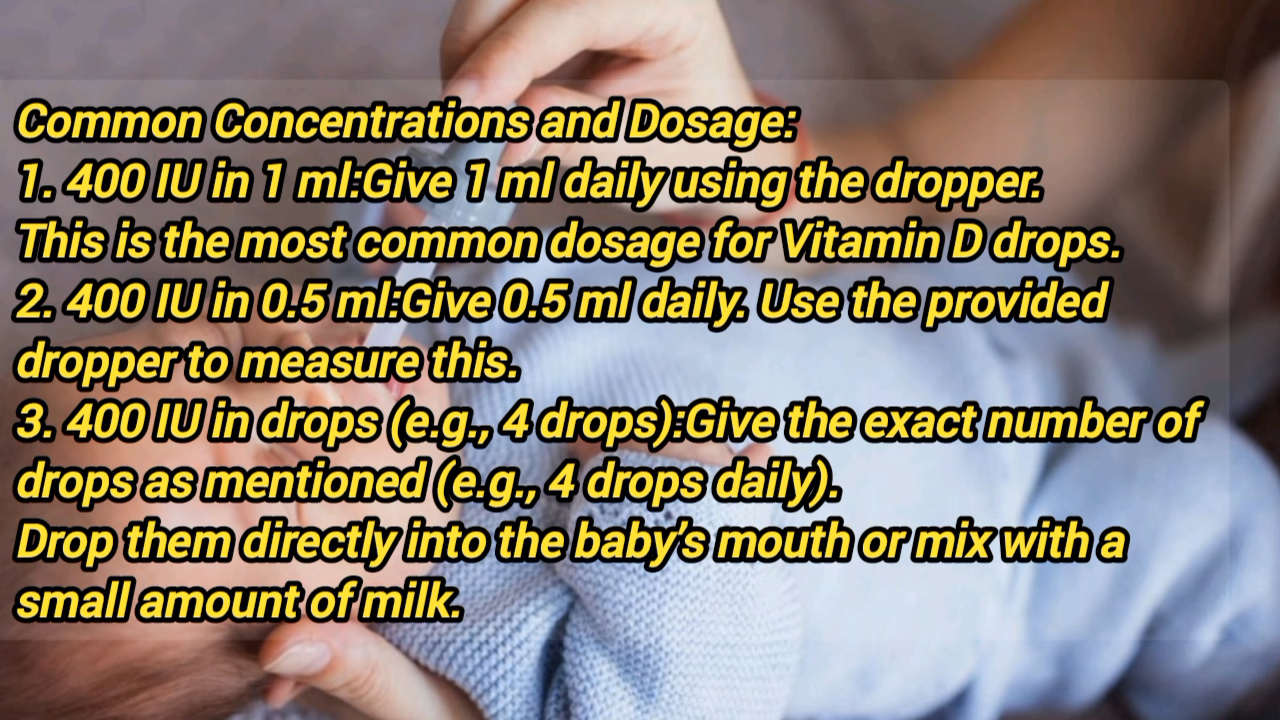 Common Concentrations and Dosage:
1. 400 IU in 1 ml:Give 1 ml daily using the dropper.
This is the most common dosage for Vitamin D drops.
2. 400 IU in 0.5 ml:Give 0.5 ml daily. Use the provided
dropper to measure this.
3. 400 IU in drops (e.g., 4 drops):Give the exact number of
drops as mentioned (e.g., 4 drops daily).
Drop them directly into the baby's mouth or mix with a
small amount of milk.